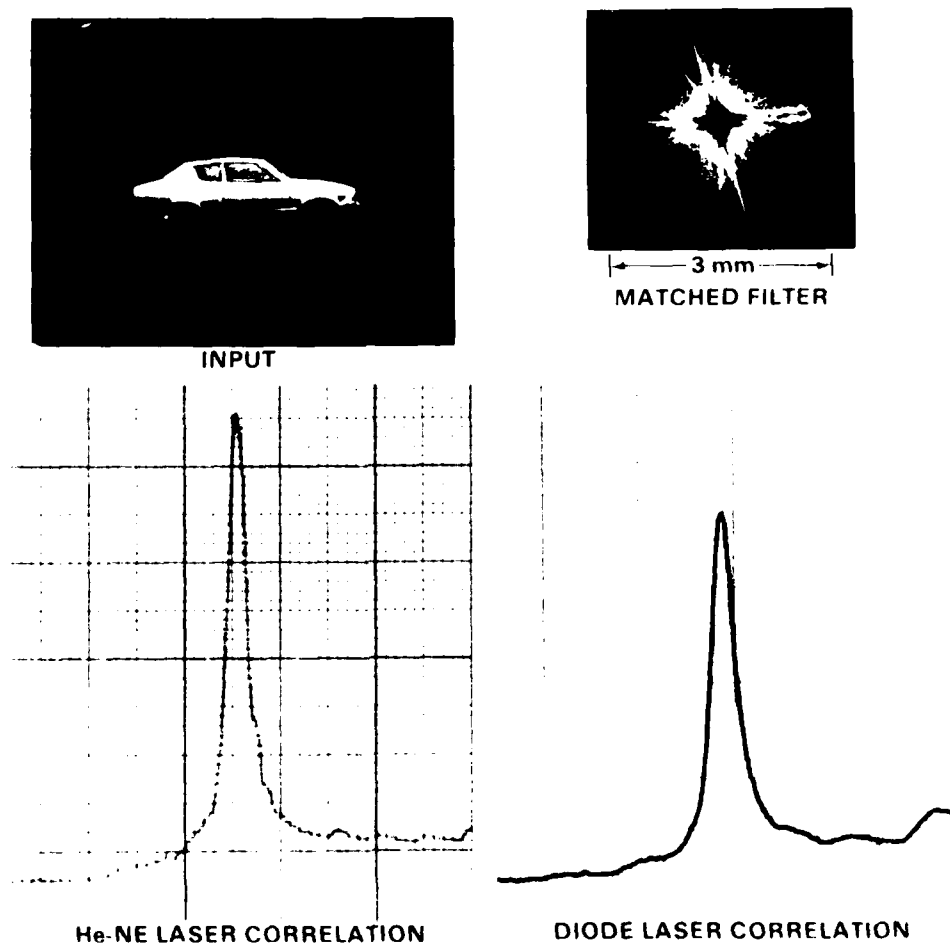 INPUT
3 mm
MATCHED FILTER
He-NE LASER CORRELATION
DIODE LASER CORRELATION